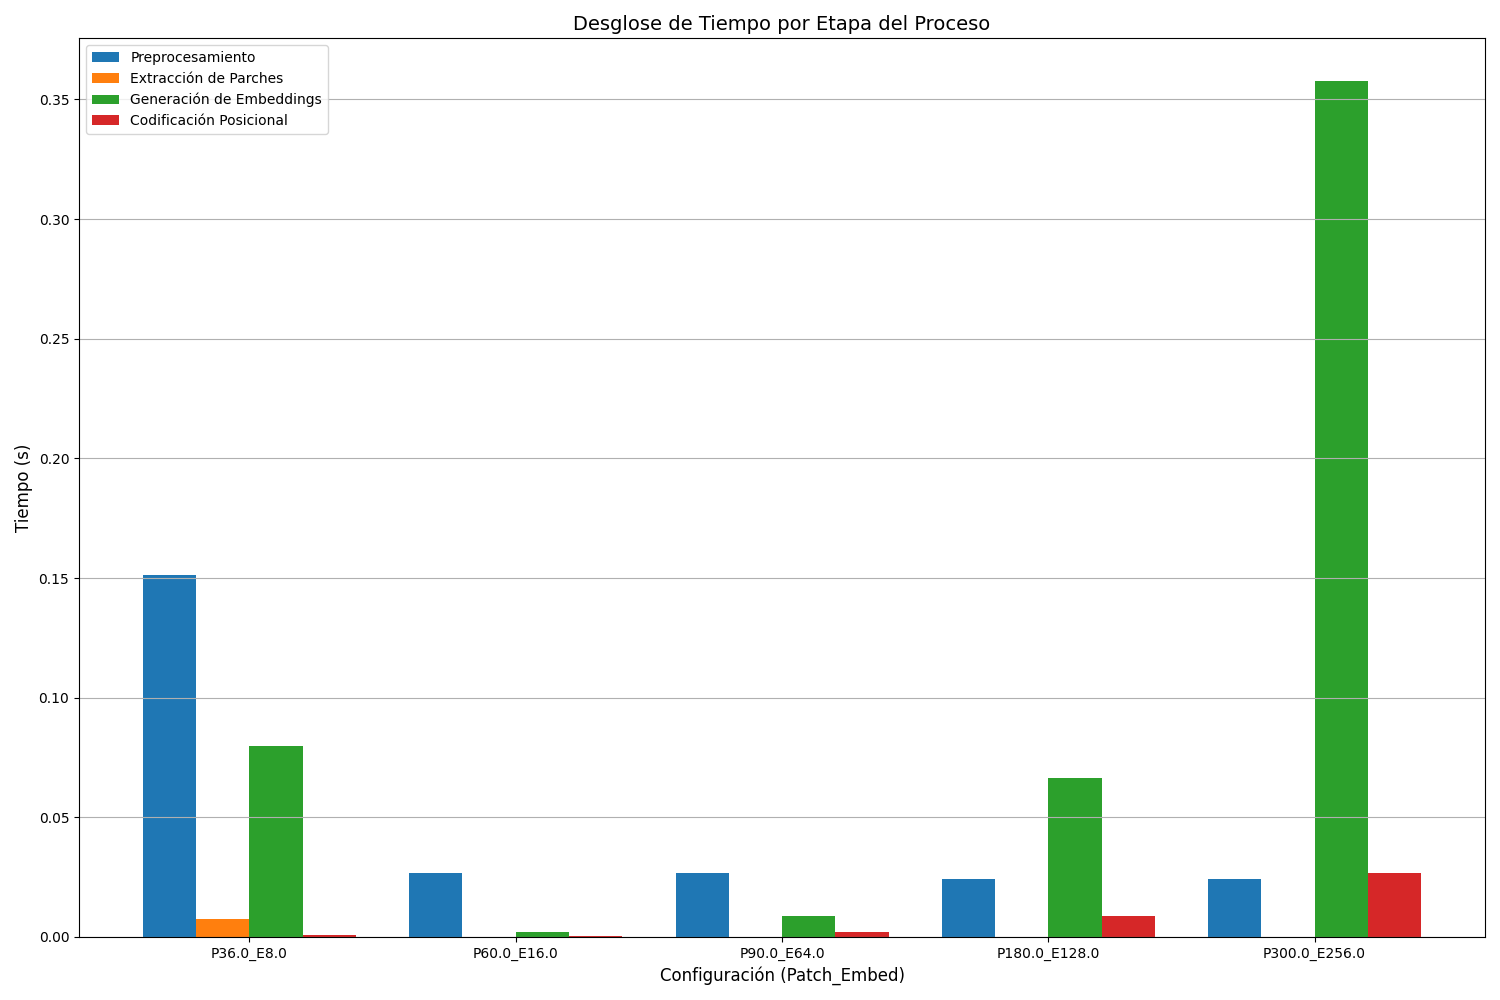 Desglose de Tiempo por Etapa del Proceso
Preprocesamiento
Extracción de Parches
Generación de Embeddings
Codificación Posicional
Tiempo (s)
0.35
0.30
0.25
0.20
0.15
0.10
0.05
0.00
P36.0_E8.0 P60.0_E16.0 P90.0_E64.0 P180.0_E128.0 P300.0_E256.0
Configuración (Patch_Embed)